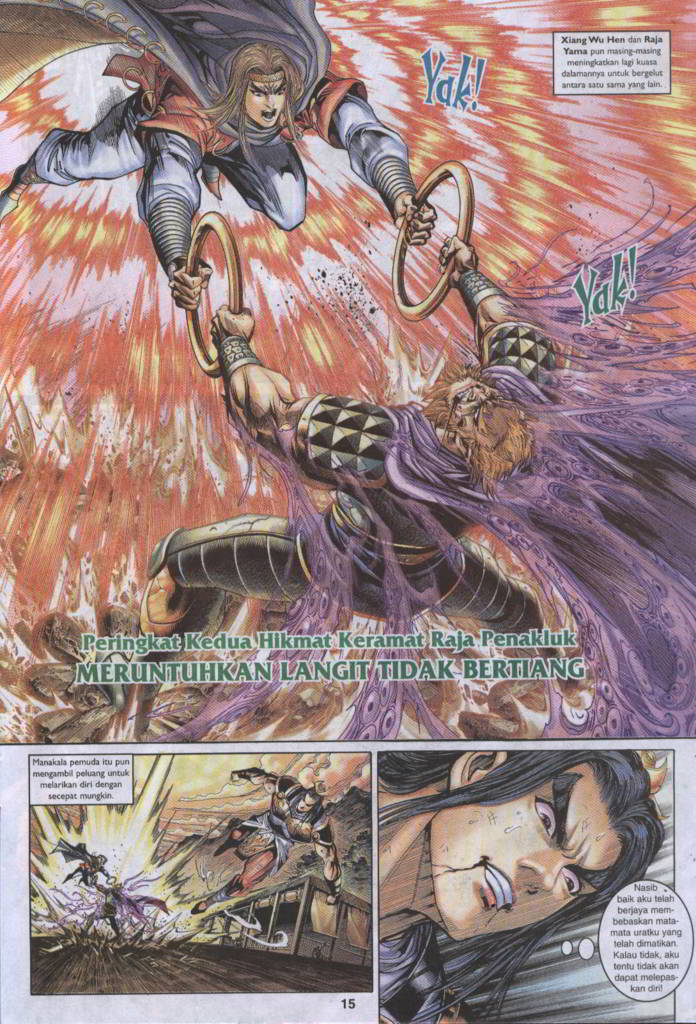 Xiang Wu Hen dan Raja
Yama pun masing-masing
meningkatkan lagi kuasa
dalamannya untuk bergelut
antara satu sama yang lain.
Yak!
Yak!
Peringkat Kedua Hikmat Keramat Raja Penakluk
MERUNTUHKAN LANGIT TIDAK BERTIANG
Manakala pemuda itu pun
mengambil peluang untuk
melarikan diri dengan
secepat mungkin.
Nasib
baik aku telah
berjaya mem-
bebaskan mata-
mata uratku yang
telah dimatikan.
Kalau tidak, aku
tentu tidak akan
dapat melepas-
kan diri!
15